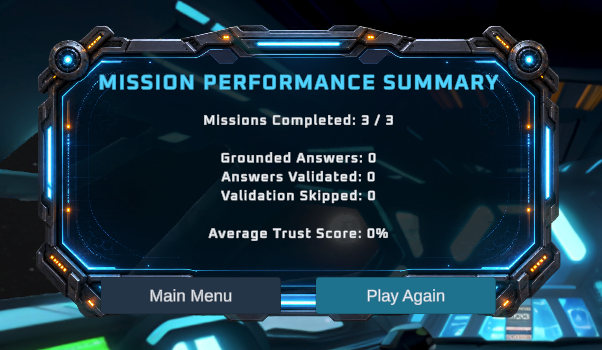 MISSION PERFORMANCE SUMMARY
Missions Completed: 3 / 3
Grounded Answers: 0
Answers Validated: 0
Validation Skipped: 0
Average Trust Score: 0%
Main Menu
Play Again